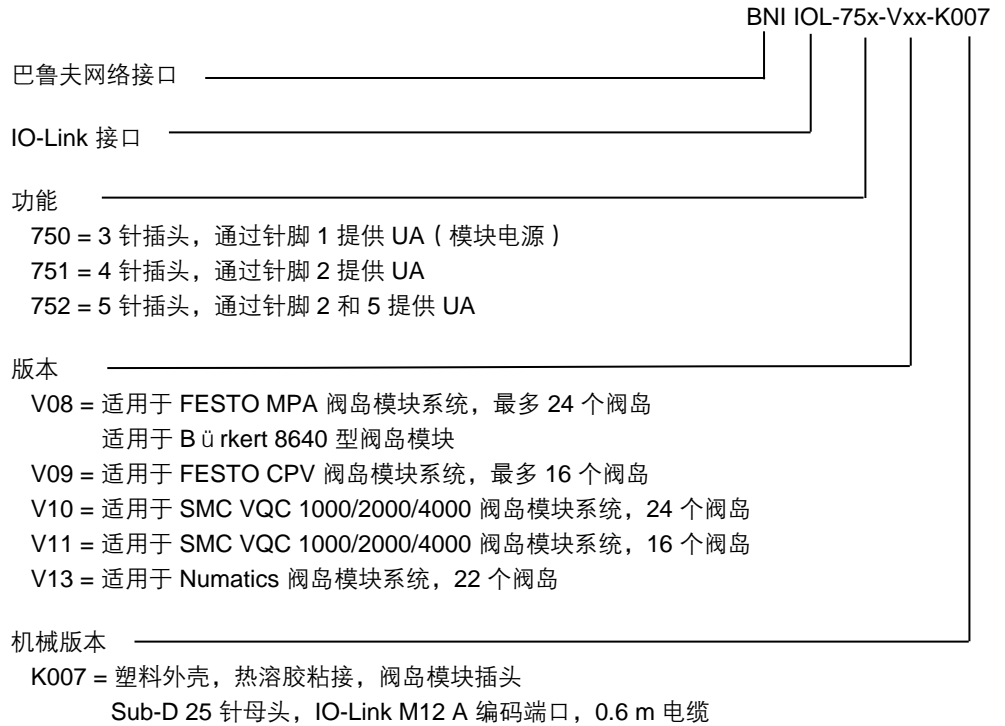 BNI IOL-75x-Vxx-K007
巴鲁夫网络接口
IO-Link 接口
功能
750 = 3 针插头，通过针脚 1 提供 UA（模块电源）
751 = 4 针插头，通过针脚 2 提供 UA
752 = 5 针插头，通过针脚 2 和 5 提供 UA
版本
V08 = 适用于 FESTO MPA 阀岛模块系统，最多 24 个阀岛
适用于 Bürkert 8640 型阀岛模块
V09 = 适用于 FESTO CPV 阀岛模块系统，最多 16 个阀岛
V10 = 适用于 SMC VQC 1000/2000/4000 阀岛模块系统，24 个阀岛
V11 = 适用于 SMC VQC 1000/2000/4000 阀岛模块系统，16 个阀岛
V13 = 适用于 Numatics 阀岛模块系统，22 个阀岛
机械版本
K007 = 塑料外壳，热溶胶粘接，阀岛模块插头
Sub-D 25 针母头，IO-Link M12 A 编码端口，0.6 m 电缆